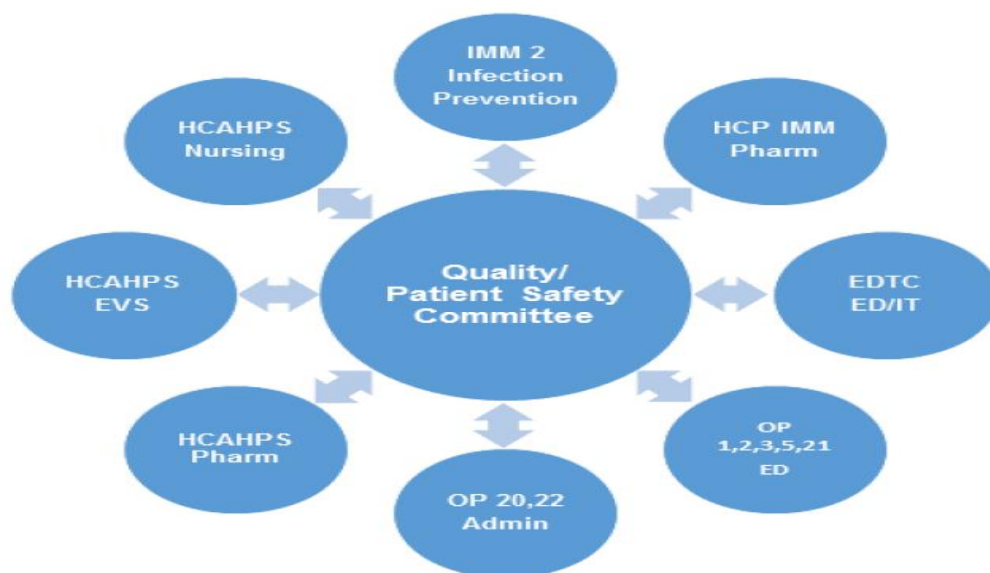 IMM 2
Infection
Prevention
HCAHPS
Nursing
HCP IMM
Pharm
Quality/
Patient Safety
Committee
HCAHPS
EVS
EDTC
ED/IT
HCAHPS
Pharm
OP
1,2,3,5,21
ED
OP 20,22
Admin